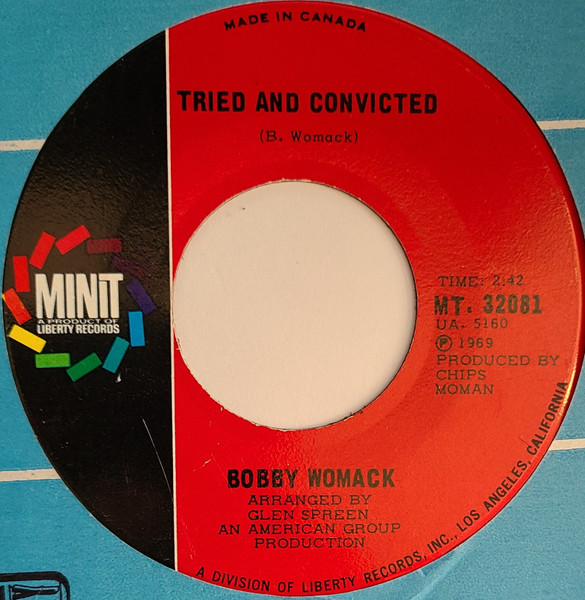 MADE IN CANADA
TRIED AND CONVICTED
(B. Womack)
MINIT
A PRODUCT OF
LIBERTY RECORDS
TIME: 2:42
MT. 32081
UA. 5160
Ⓟ 1969
PRODUCED BY
CHIPS
MOMAN
BOBBY WOMACK
ARRANGED BY
GLEN SPREEN
AN AMERICAN GROUP
PRODUCTION
A DIVISION OF LIBERTY RECORDS, INC., LOS ANGELES, CALIFORNIA